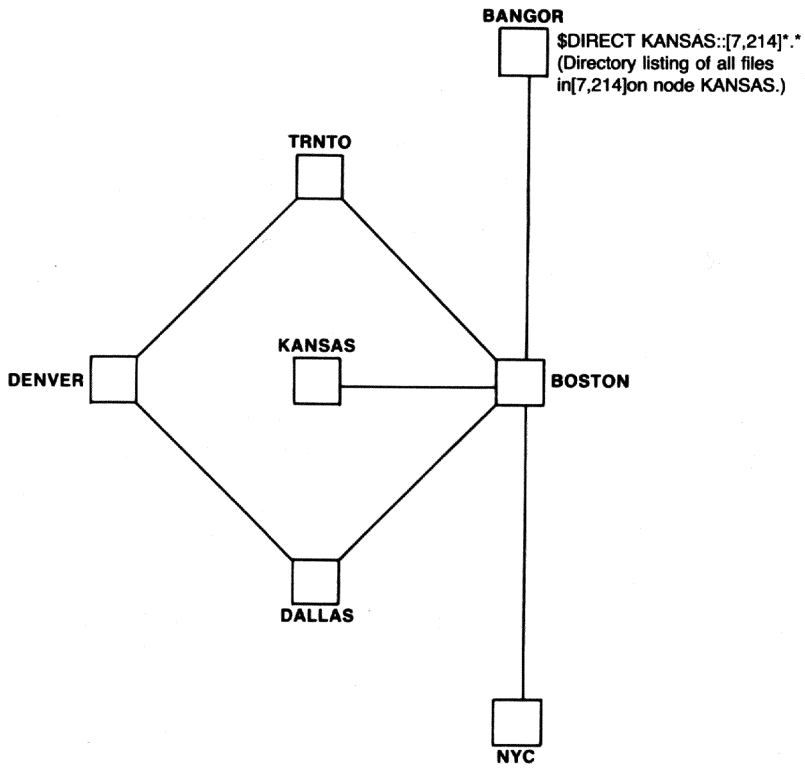 BANGOR
$DIRECT KANSAS::[7,214]*.*
(Directory listing of all files
in[7,214]on node KANSAS.)
TRNTO
KANSAS
DENVER
BOSTON
DALLAS
NYC